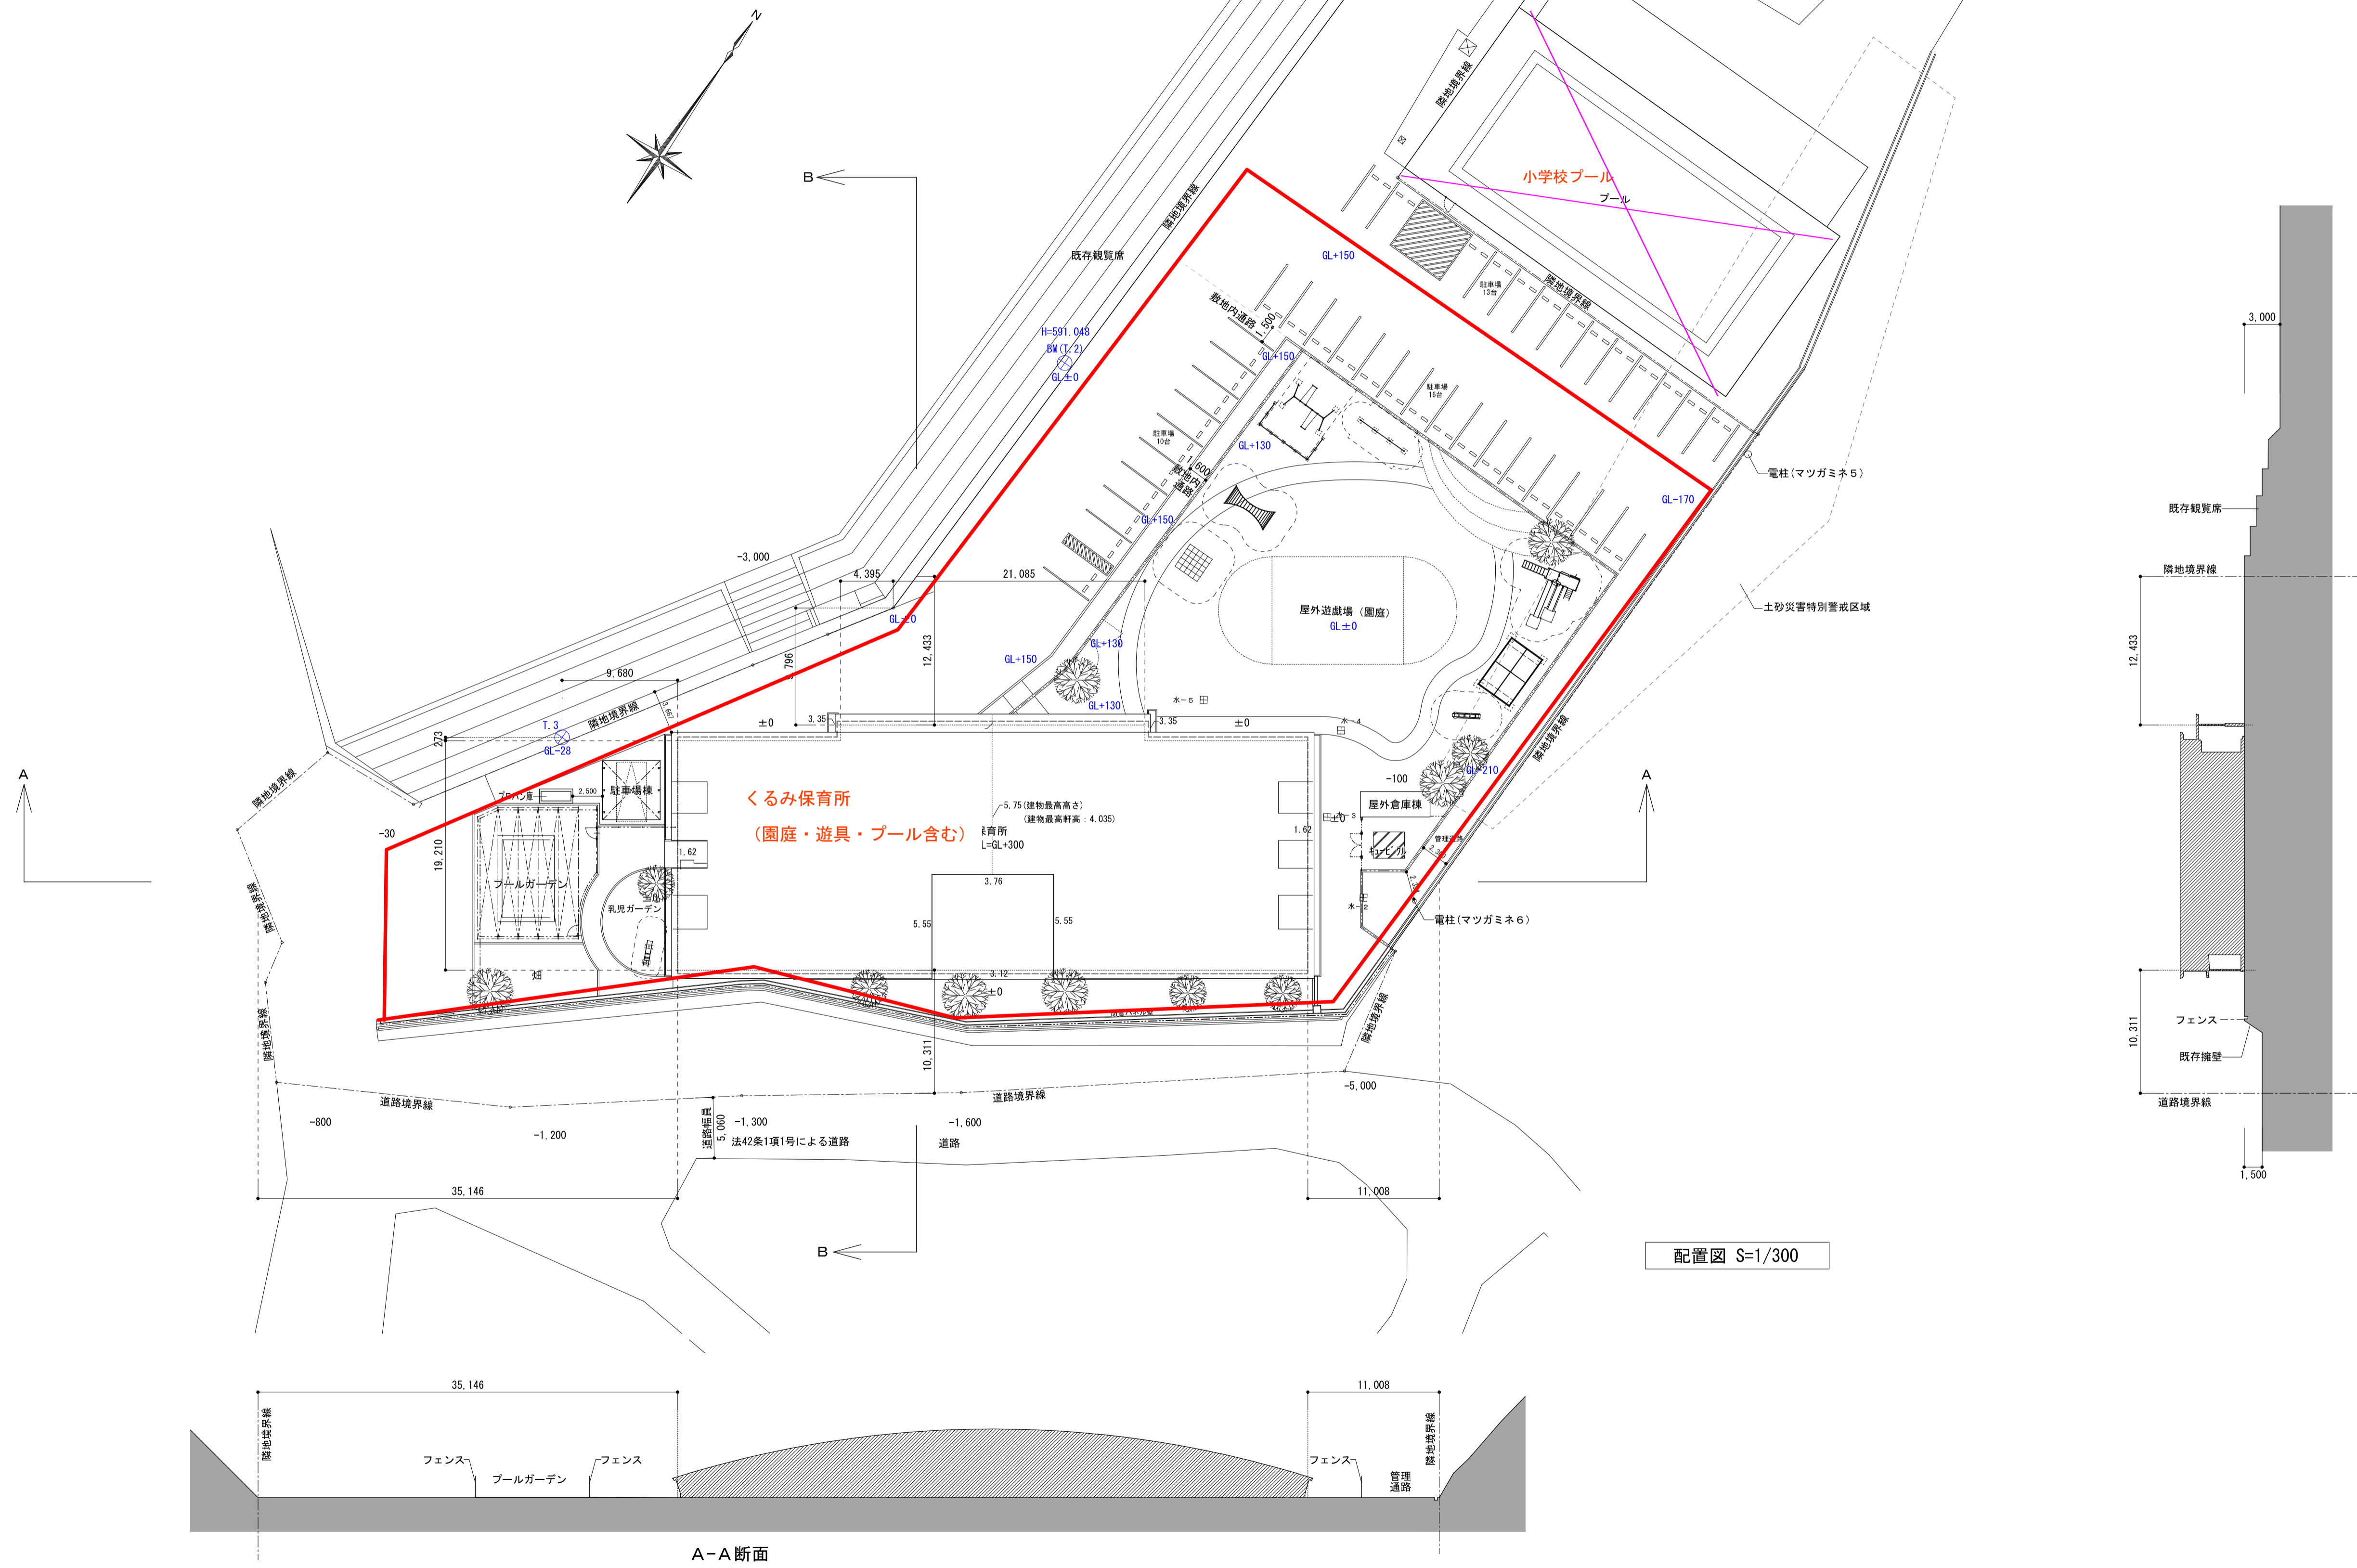 N
B
隣地境界線
隣地境界線
小学校プール
プール
既存観覧席
GL+150
駐車場
13台
隣地境界線
敷地内通路
1,500
H=591.048
BM(T.2)
GL±0
GL+150
駐車場
16台
駐車場
10台
GL+130
1,600
敷地内
通路
GL+150
電柱(マツガミネ5)
GL-170
-3,000
4,395
21,085
屋外遊戯場 (園庭)
GL±0
土砂災害特別警戒区域
12,433
GL+130
GL+150
9,680
3,667
隣地境界線
T.3
GL-28
273
±0
3.35
GL+130
水-5
3.35
±0
水-4
隣地境界線
GL-210
-100
隣地境界線
2,500
駐車場棟
くるみ保育所
(園庭・遊具・プール含む)
5.75(建物最高高さ)
(建物最高軒高:4.035)
L=GL+300
屋外倉庫棟
±0
1.62
管理通路
-30
19,210
プールガーデン
1.62
乳児ガーデン
±0
畑
3.76
5.55
5.55
3.12
±0
水-2
電柱(マツガミネ6)
A
A
隣地境界線
隣地境界線
隣地境界線
10,311
-5,000
道路境界線
道路境界線
-800
-1,200
道路幅員
5,060
-1,300
法42条1項1号による道路
-1,600
道路
35,146
11,008
B
配置図 S=1/300
3,000
既存観覧席
隣地境界線
12,433
フェンス
既存擁壁
10,311
道路境界線
1,500
35,146
11,008
隣地境界線
フェンス
プールガーデン
フェンス
フェンス
管理
通路
隣地境界線
A-A断面